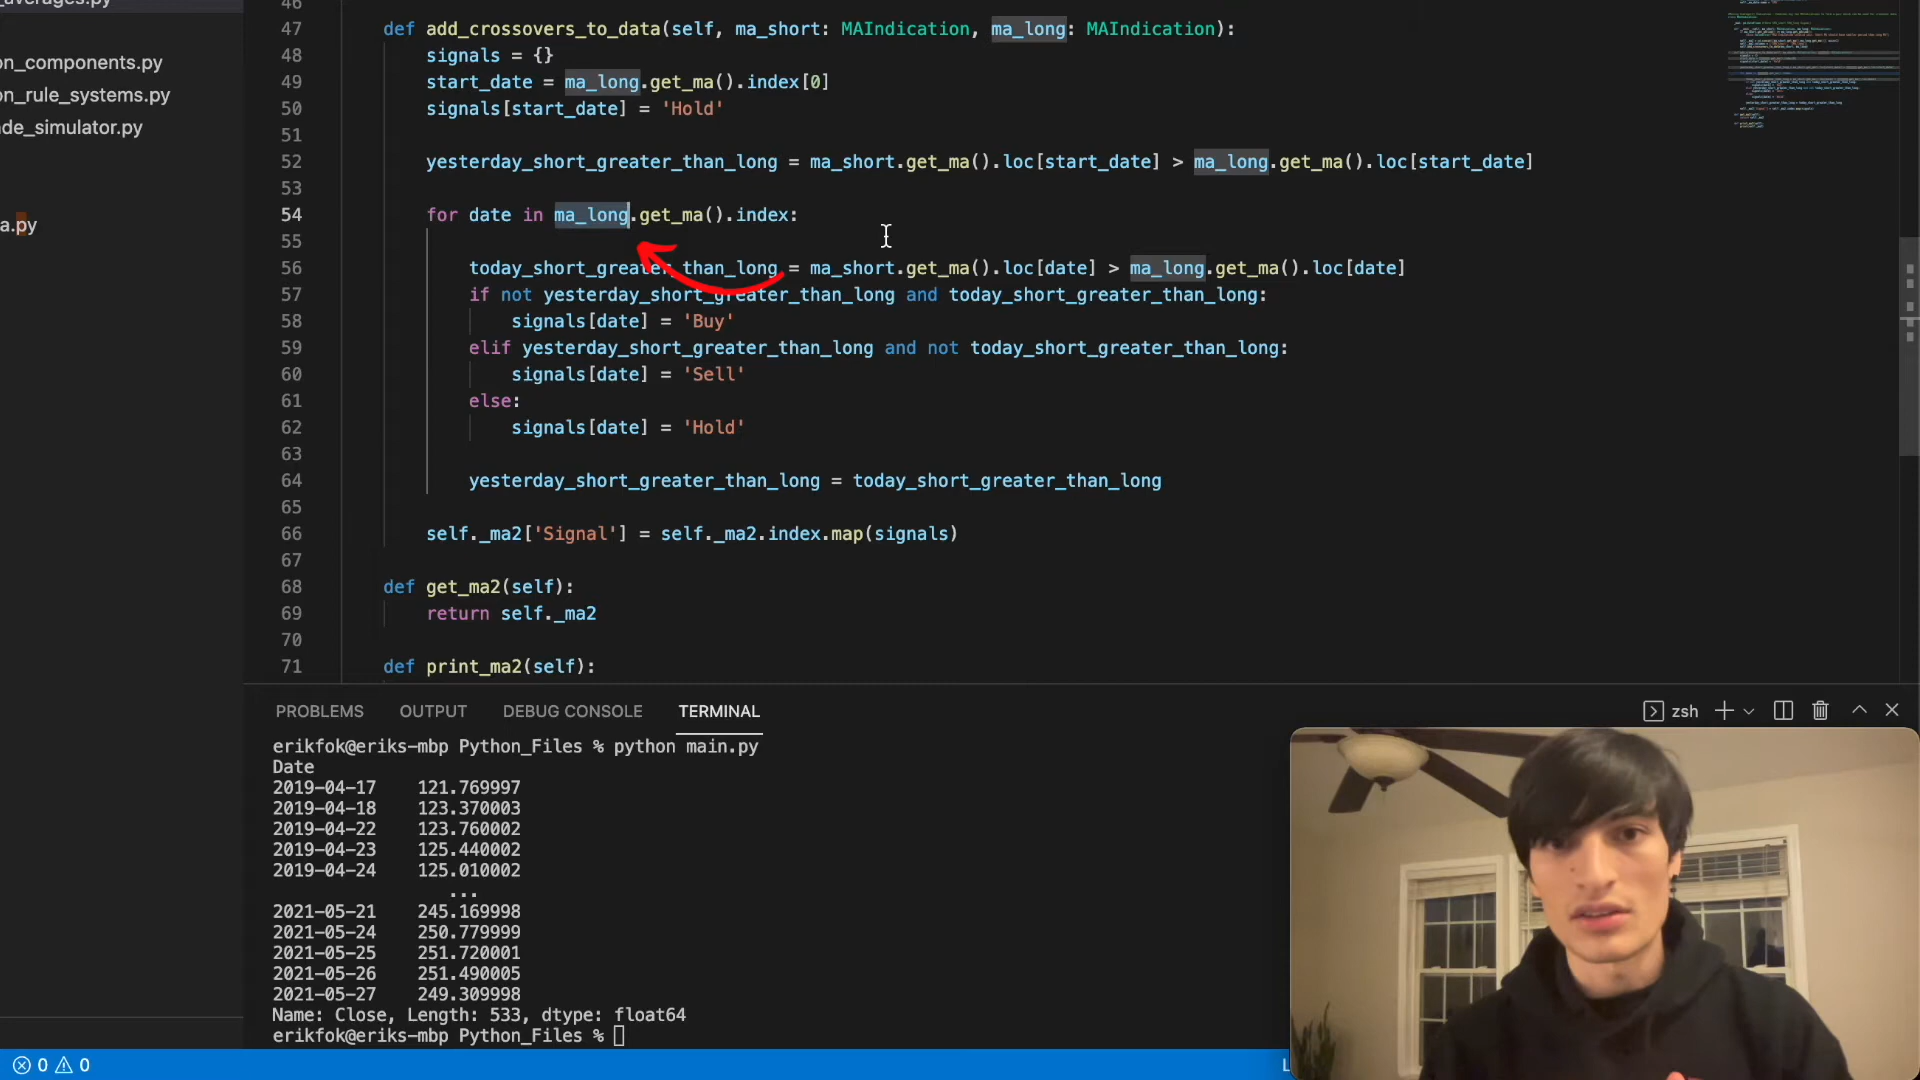 _averages.py
on_components.py
on_rule_systems.py
ade_simulator.py
a.py
46
47 def add_crossovers_to_data(self, ma_short: MAIndication, ma_long: MAIndication):
48 signals = {}
49 start_date = ma_long.get_ma().index[0]
50 signals[start_date] = 'Hold'
51
52 yesterday_short_greater_than_long = ma_short.get_ma().loc[start_date] > ma_long.get_ma().loc[start_date]
53
54 for date in ma_long.get_ma().index:
55
56 today_short_greater_than_long = ma_short.get_ma().loc[date] > ma_long.get_ma().loc[date]
57 if not yesterday_short_greater_than_long and today_short_greater_than_long:
58 signals[date] = 'Buy'
59 elif yesterday_short_greater_than_long and not today_short_greater_than_long:
60 signals[date] = 'Sell'
61 else:
62 signals[date] = 'Hold'
63
64 yesterday_short_greater_than_long = today_short_greater_than_long
65
66 self._ma2['Signal'] = self._ma2.index.map(signals)
67
68 def get_ma2(self):
69 return self._ma2
70
71 def print_ma2(self):
PROBLEMS OUTPUT DEBUG CONSOLE TERMINAL zsh
erikfok@eriks-mbp Python_Files % python main.py
Date
2019-04-17 121.769997
2019-04-18 123.370003
2019-04-22 123.760002
2019-04-23 125.440002
2019-04-24 125.010002
...
2021-05-21 245.169998
2021-05-24 250.779999
2021-05-25 251.720001
2021-05-26 251.490005
2021-05-27 249.309998
Name: Close, Length: 533, dtype: float64
erikfok@eriks-mbp Python_Files %
0 0 L